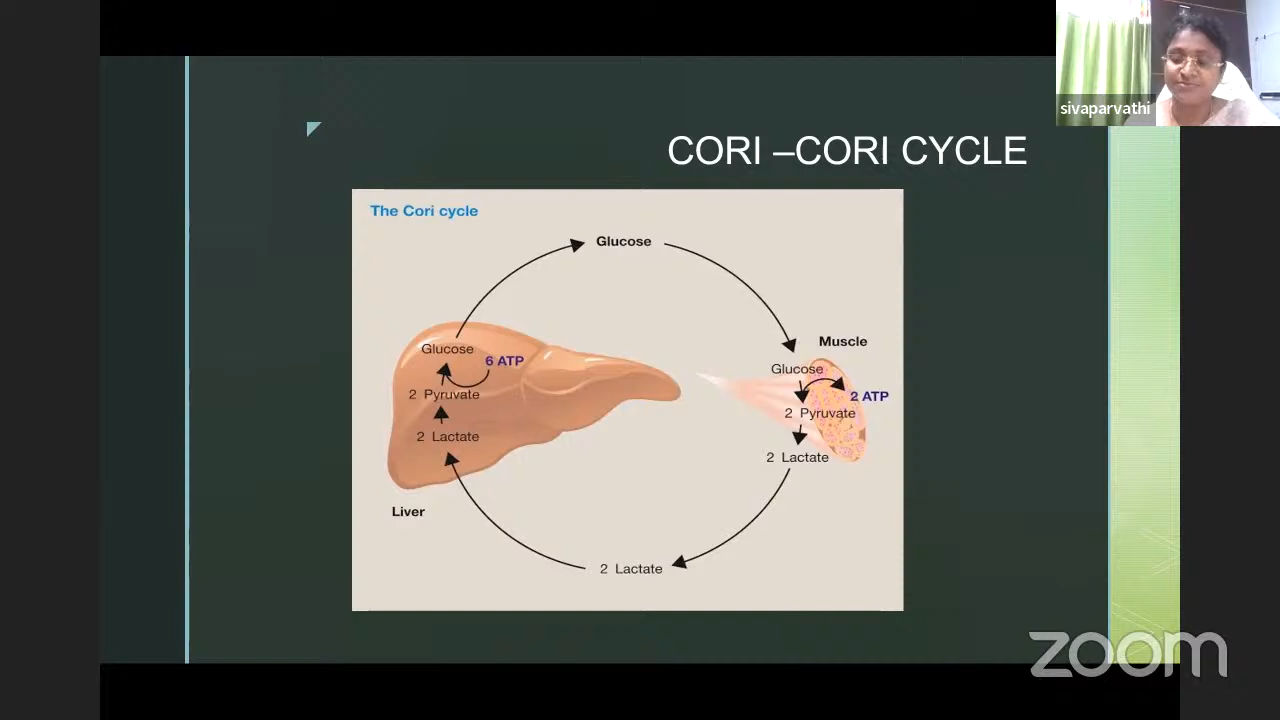 sivaparvathi
CORI –CORI CYCLE
The Cori cycle
Glucose
Muscle
Glucose
6 ATP
2 Pyruvate
2 Lactate
Liver
Glucose
2 ATP
2 Pyruvate
2 Lactate
2 Lactate
zoom